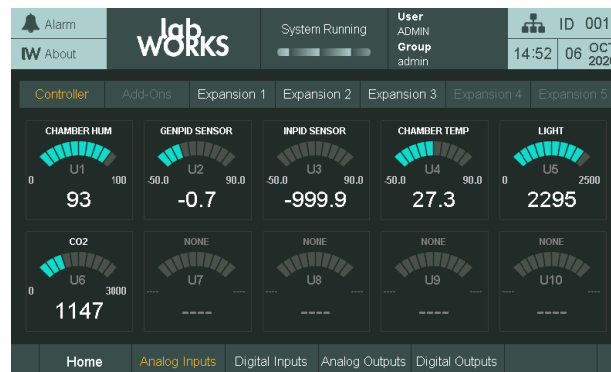 Alarm
lab
WORKS
System Running
User
ADMIN
Group
admin
ID 001
IW About
14:52
06
OCT
Controller
Add-Ons
Expansion 1
Expansion 2
Expansion 3
Expansion 4
Expansion 5
CHAMBER HUM
U1
0
100
93
GENPID SENSOR
U2
-50.0
90.0
-0.7
INPID SENSOR
U3
-50.0
90.0
-999.9
CHAMBER TEMP
U4
-50.0
90.0
27.3
LIGHT
U5
0
2500
2295
CO2
U6
0
3000
1147
NONE
U7
----
----
----
NONE
U8
----
----
----
NONE
U9
----
----
----
NONE
U10
----
----
----
Home
Analog Inputs
Digital Inputs
Analog Outputs
Digital Outputs